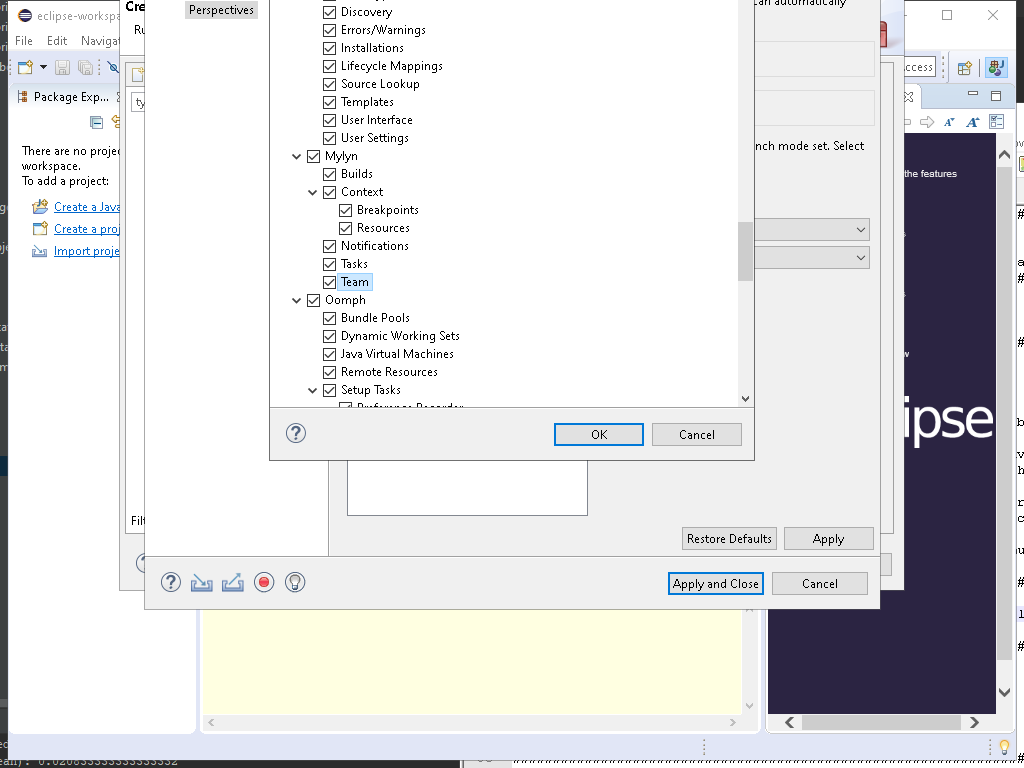 eclipse-workspa
File Edit Navigat
Package Exp...
There are no proje
workspace.
To add a project:
Create a Java
Create a proj
Import proje
Cre
Ru
ty
Filt
Perspectives
Discovery
Errors/Warnings
Installations
Lifecycle Mappings
Source Lookup
Templates
User Interface
User Settings
Mylyn
Builds
Context
Breakpoints
Resources
Notifications
Tasks
Team
Oomph
Bundle Pools
Dynamic Working Sets
Java Virtual Machines
Remote Resources
Setup Tasks
Preference Recorder
OK
Cancel
can automatically
nch mode set. Select
Restore Defaults
Apply
Apply and Close
Cancel
ccess
the features
ipse